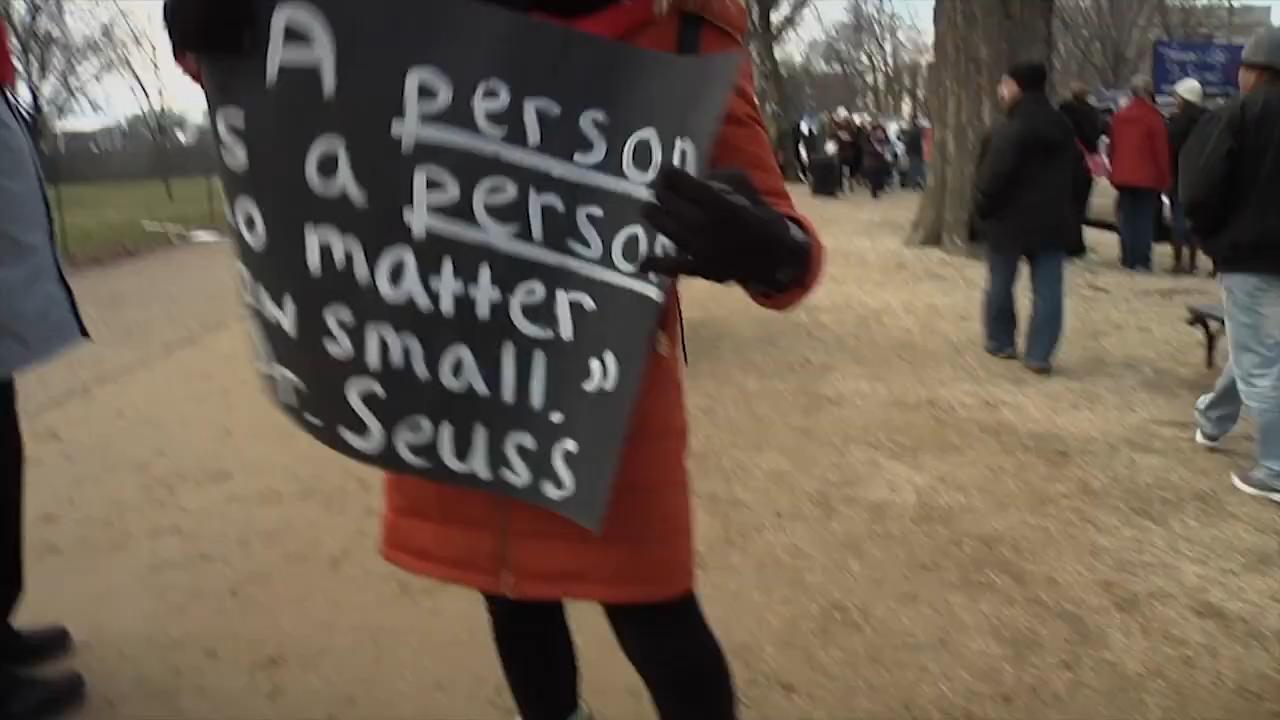 A person
s a person
o matter
w small."
r. Seuss